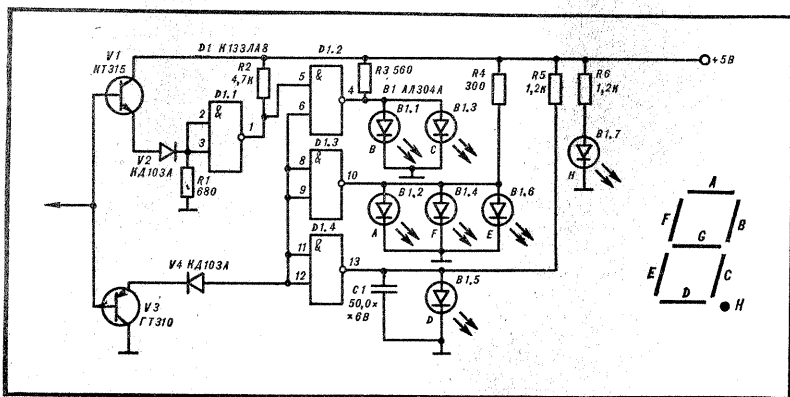 V1
КТ315
D1 К133ЛА8
R2
4,7к
D1.1
&
2
3
1
V2
КД103А
R1
680
D1.2
&
5
6
4
R3 560
В1 АЛ304А
В1.1
B
В1.3
C
D1.3
&
8
9
10
В1.2
A
В1.4
F
В1.6
E
D1.4
&
11
12
13
C1
50,0×
×6В
В1.5
D
R4
300
R5
1,2к
R6
1,2к
+5В
В1.7
H
V4 КД103А
V3
ГТ310
A
F
B
G
E
C
D
H